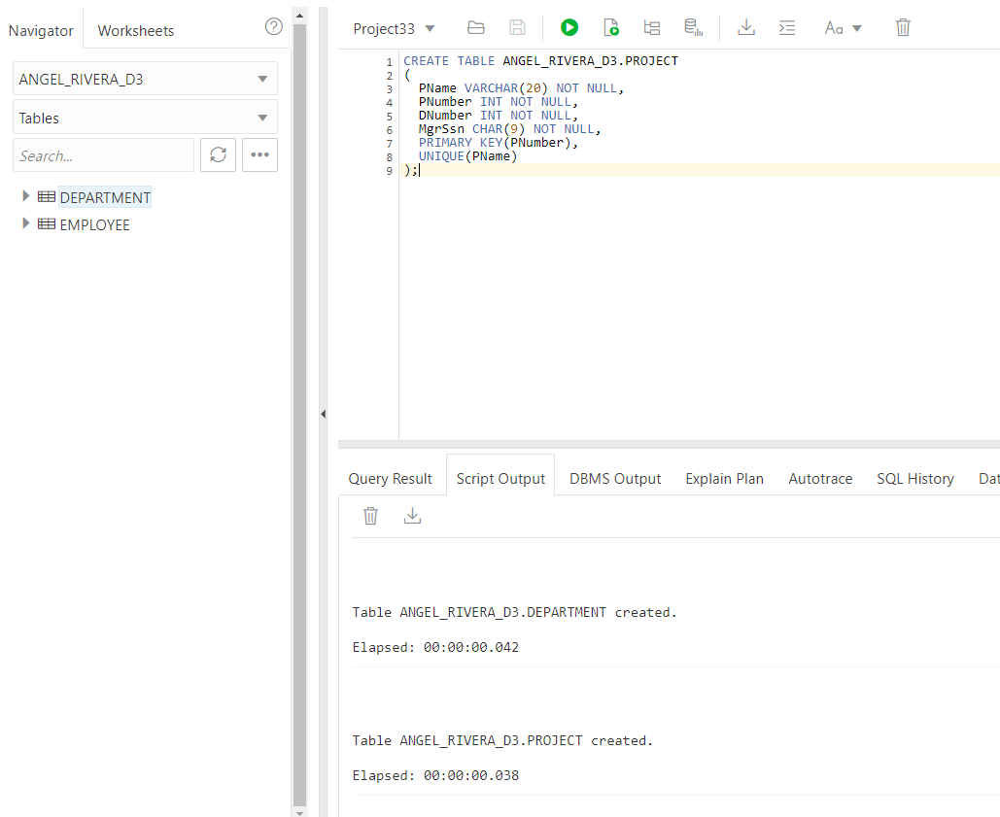 Navigator
Worksheets
?
ANGEL_RIVERA_D3
Tables
Search...
DEPARTMENT
EMPLOYEE
Project33
Aa
1 CREATE TABLE ANGEL_RIVERA_D3.PROJECT
2 (
3 PName VARCHAR(20) NOT NULL,
4 PNumber INT NOT NULL,
5 DNumber INT NOT NULL,
6 MgrSsn CHAR(9) NOT NULL,
7 PRIMARY KEY(PNumber),
8 UNIQUE(PName)
9 );
Query Result Script Output DBMS Output Explain Plan Autotrace SQL History Dat
Table ANGEL_RIVERA_D3.DEPARTMENT created.
Elapsed: 00:00:00.042
Table ANGEL_RIVERA_D3.PROJECT created.
Elapsed: 00:00:00.038